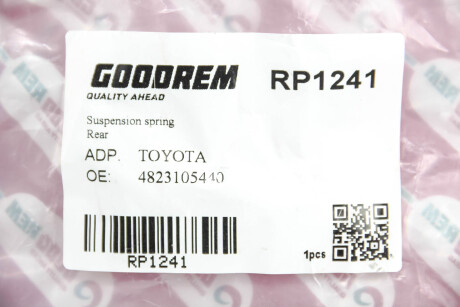 GOODREM
QUALITY AHEAD
RP1241
Suspension spring
Rear
ADP. TOYOTA
OE: 4823105440
RP1241
1pcs